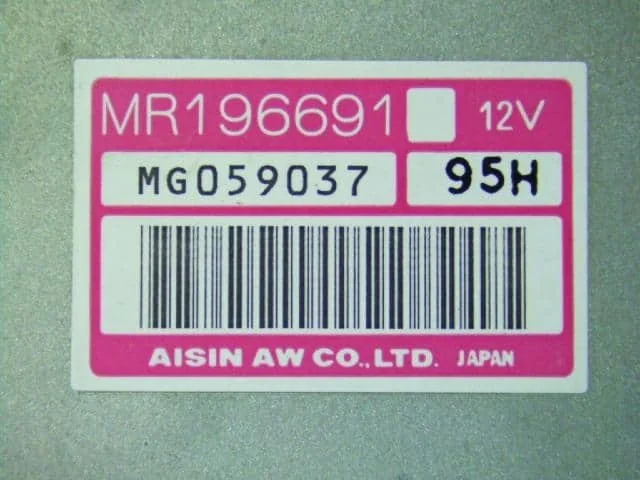 MR196691 12V
MG059037 95H
AISIN AW CO.,LTD. JAPAN